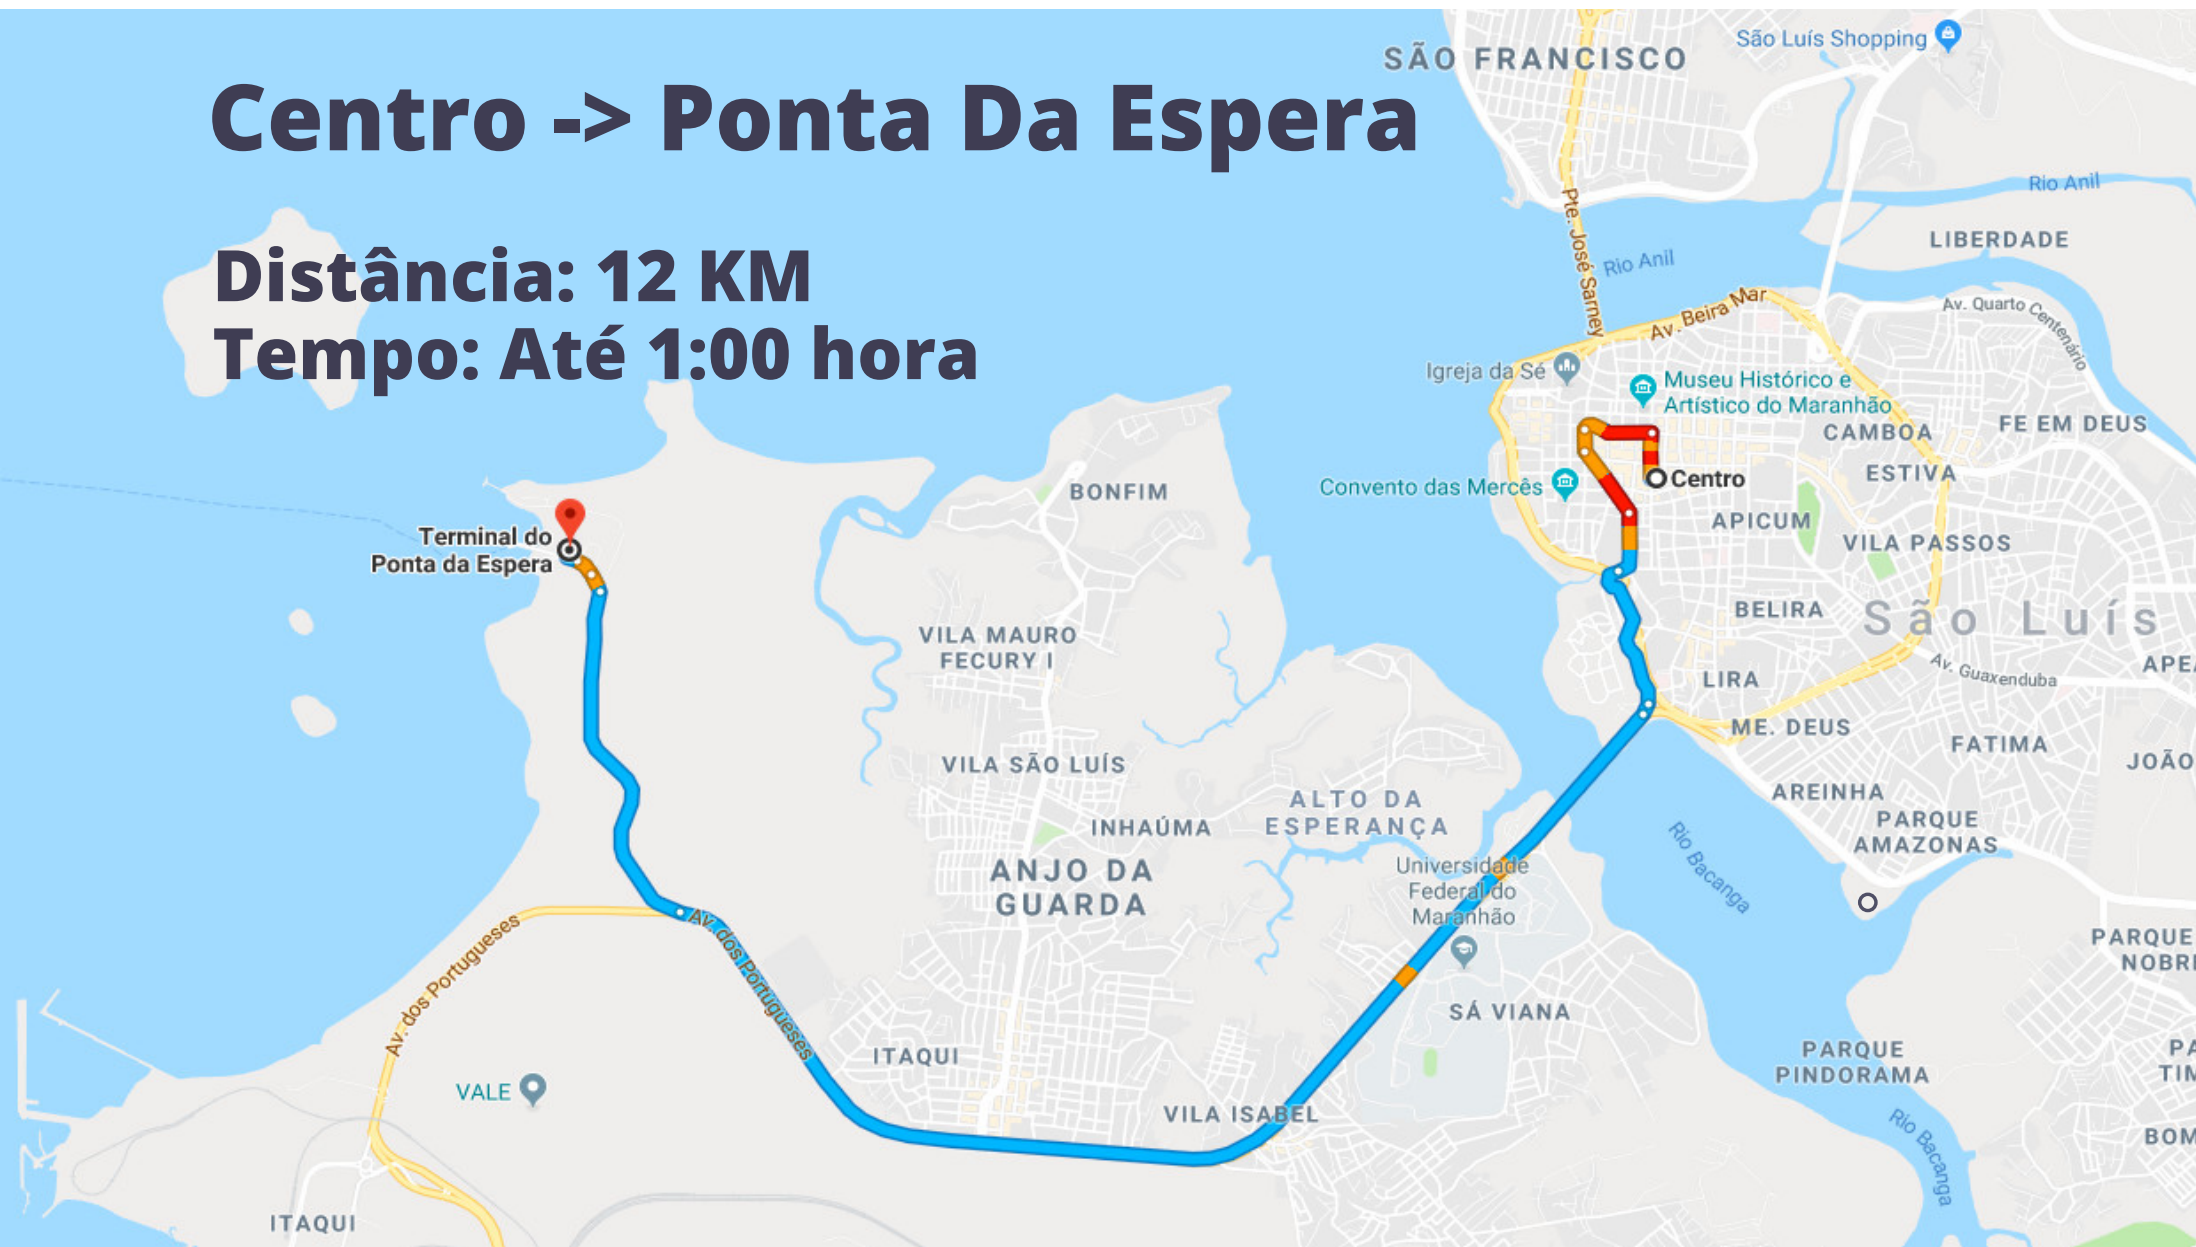 Centro -> Ponta Da Espera
Distância: 12 KM
Tempo: Até 1:00 hora
SÃO FRANCISCO
São Luís Shopping
Rio Anil
LIBERDADE
Pte. José Sarney
Rio Anil
Av. Beira Mar
Av. Quarto Centenário
Igreja da Sé
Museu Histórico e
Artístico do Maranhão
CAMBOA
FE EM DEUS
ESTIVA
Convento das Mercês
Centro
APICUM
VILA PASSOS
BONFIM
Terminal do
Ponta da Espera
BELIRA
São Luís
VILA MAURO
FECURY I
Av. Guaxenduba
LIRA
ME. DEUS
FATIMA
VILA SÃO LUÍS
AREINHA
ALTO DA
ESPERANÇA
INHAÚMA
PARQUE
AMAZONAS
Rio Bacanga
ANJO DA
GUARDA
Universidade
Federal do
Maranhão
Av. dos Portugueses
Av. dos Portugueses
PARQUE
SÁ VIANA
ITAQUI
PARQUE
PINDORAMA
VALE
VILA ISABEL
Rio Bacanga
ITAQUI